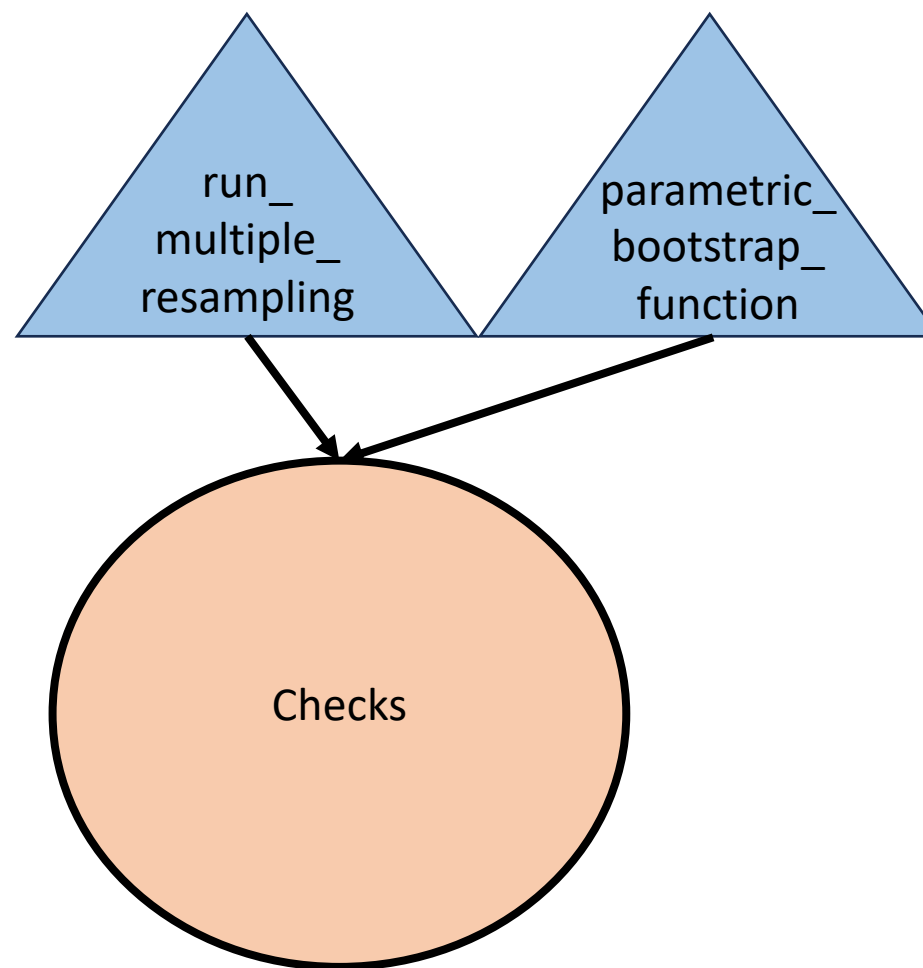 run_
multiple_
resampling
parametric_
bootstrap_
function
Checks